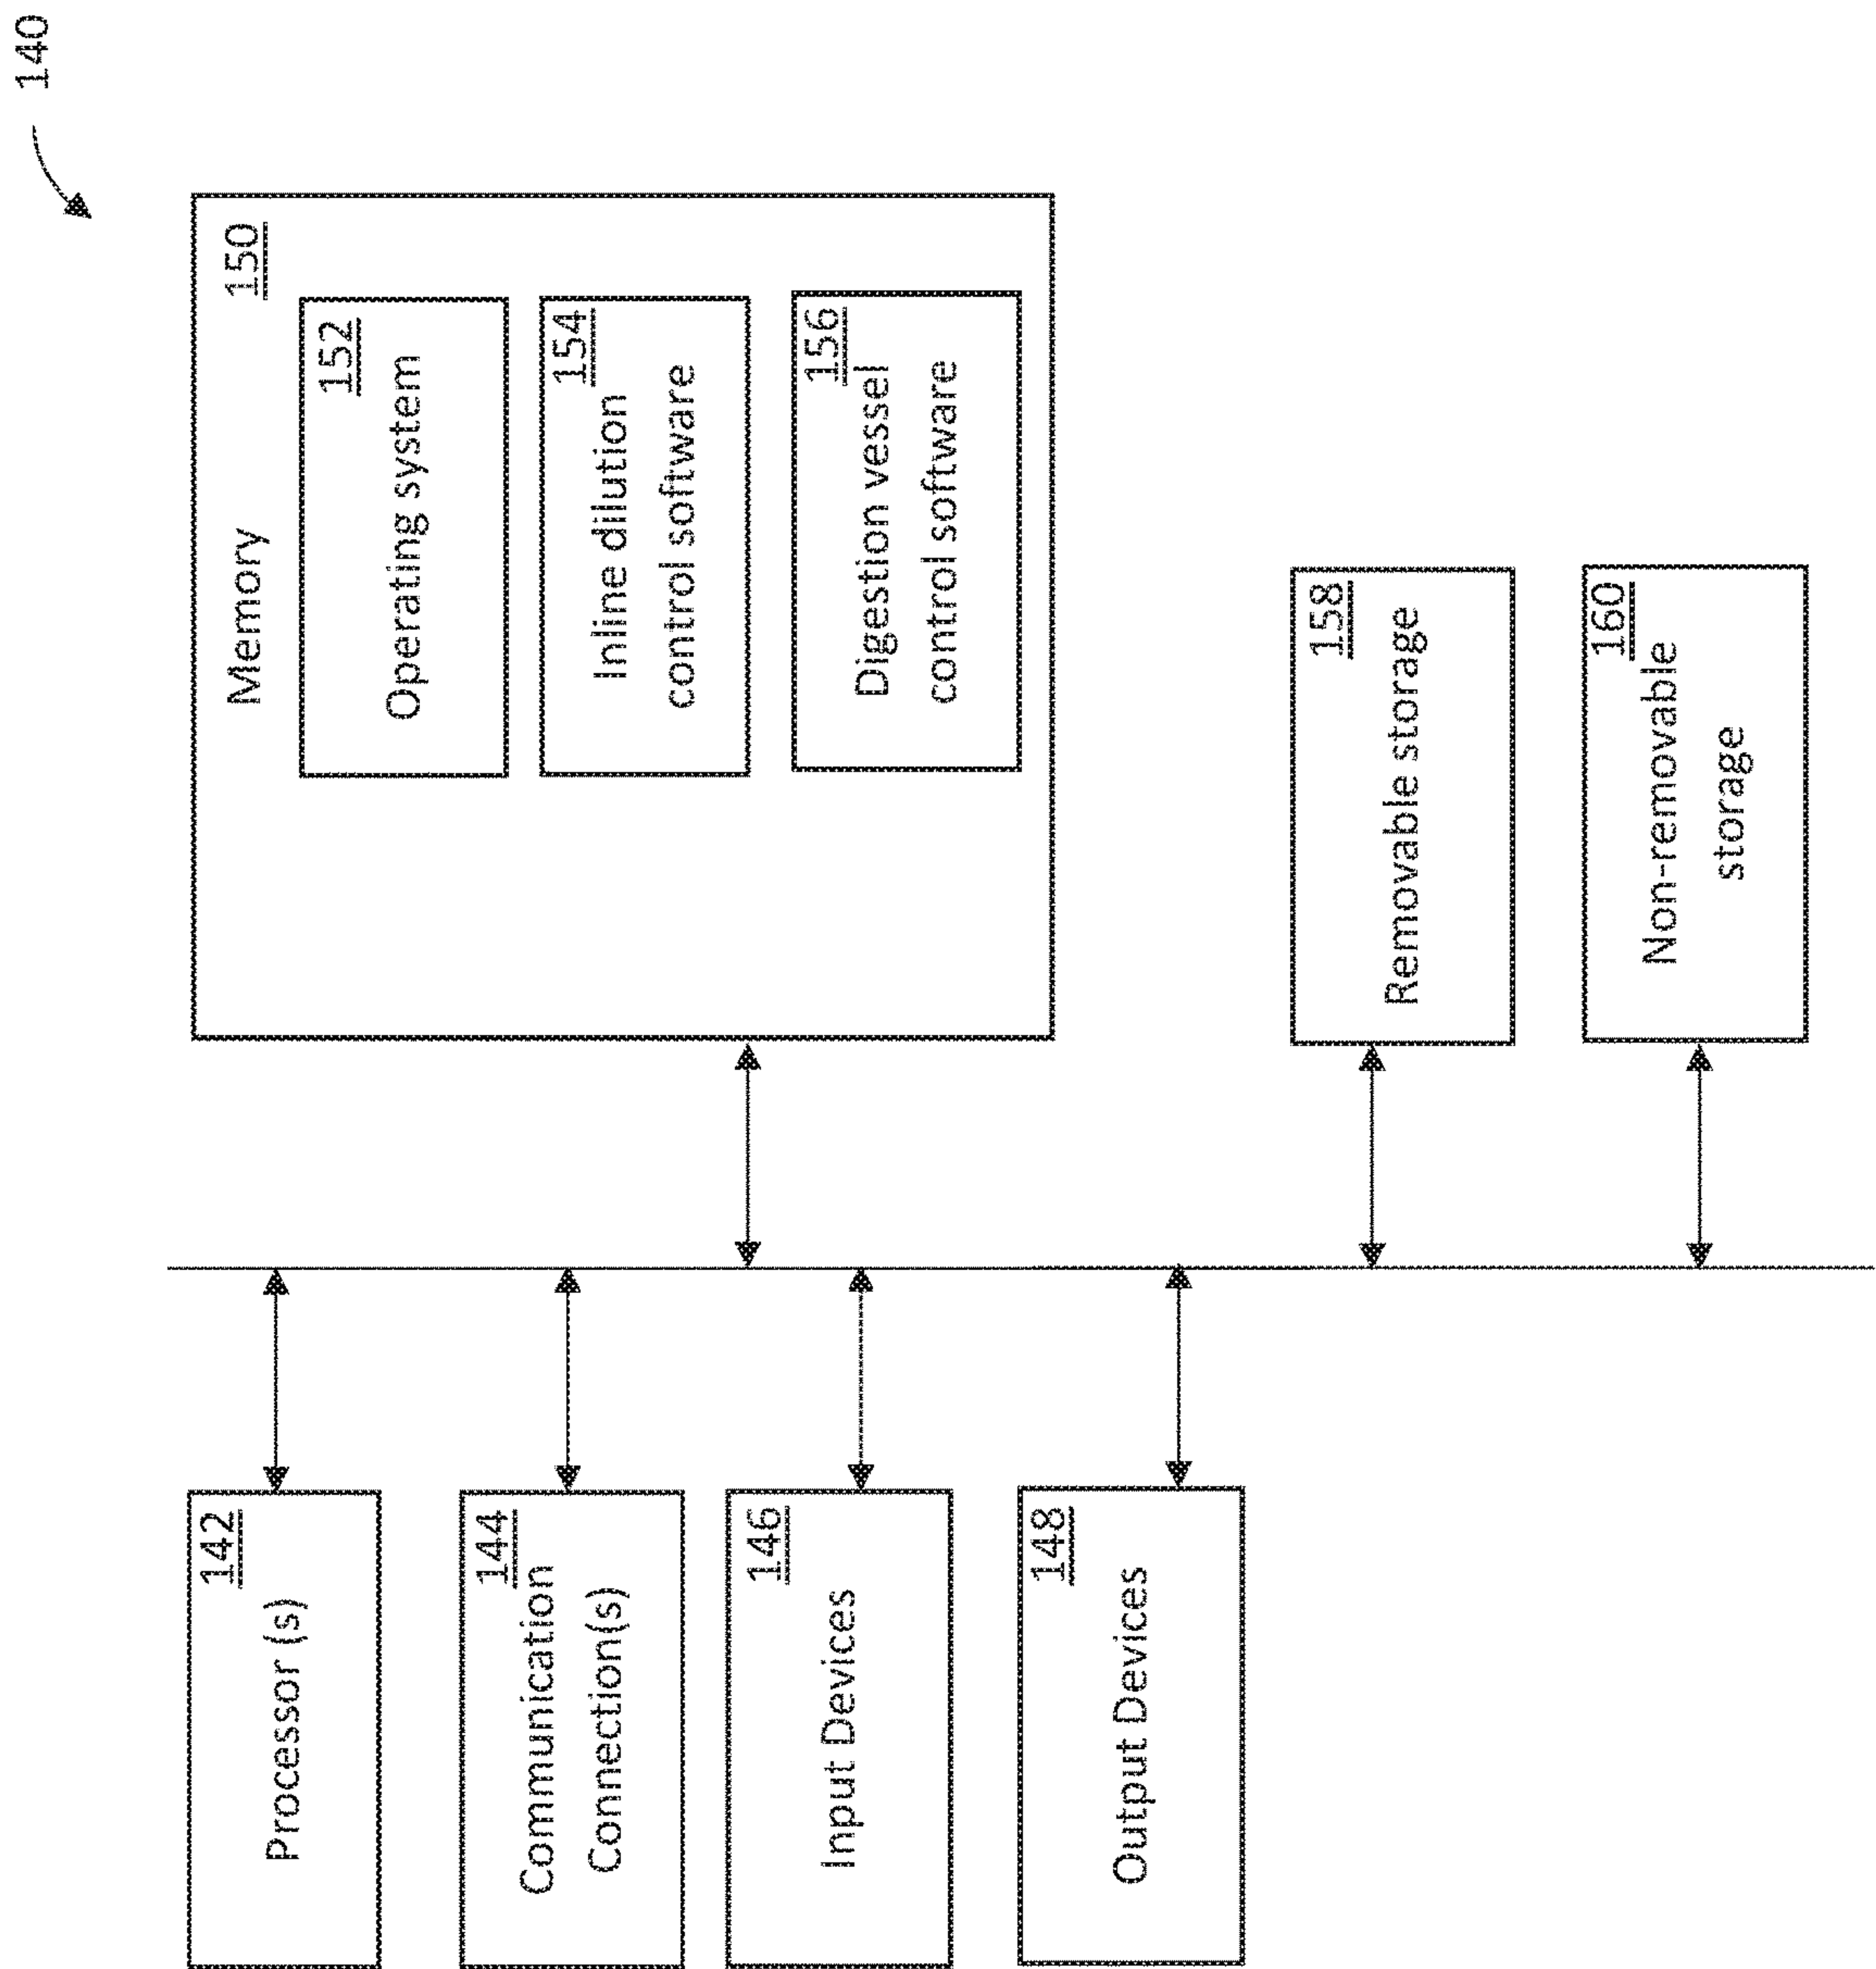 140
150
Memory
152
Operating system
154
Inline dilution
control software
156
Digestion vessel
control software
158
Removable storage
160
Non-removable
storage
142
Processor (s)
144
Communication
Connection(s)
146
Input Devices
148
Output Devices